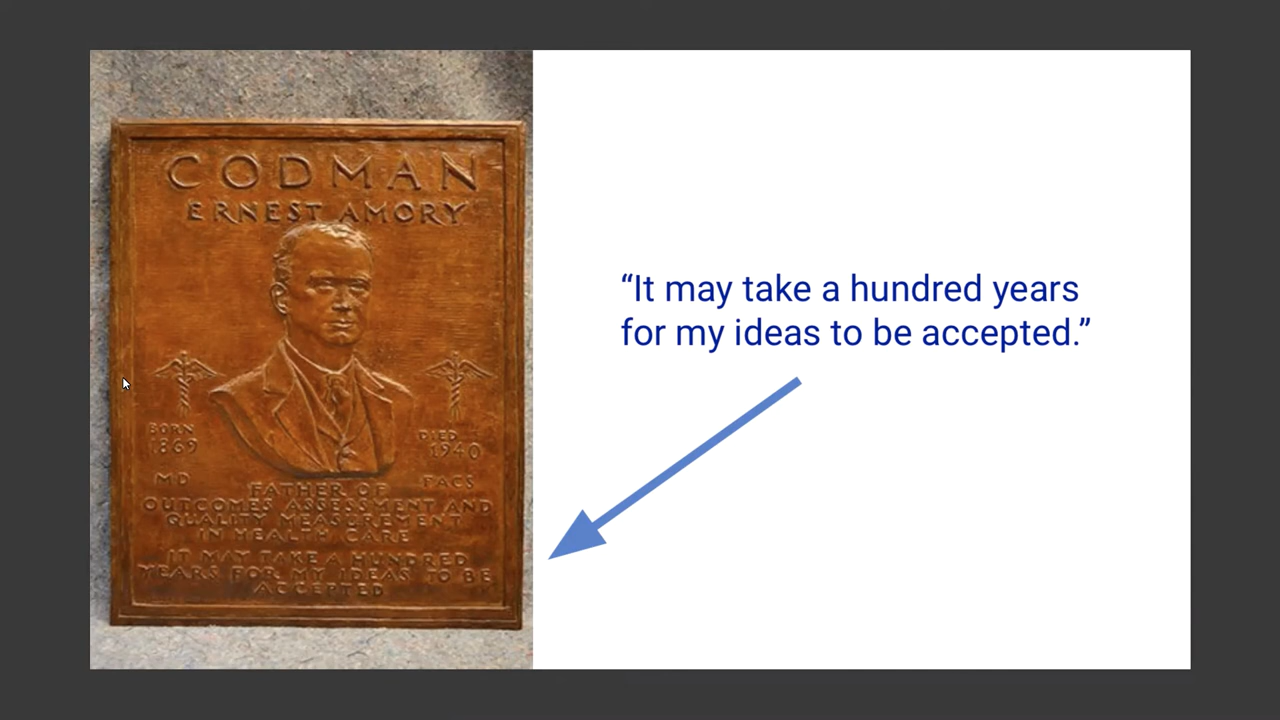 CODMAN
ERNEST AMORY
BORN
1869
DIED
1940
MD
FACS
FATHER OF
OUTCOMES ASSESSMENT AND
QUALITY MEASUREMENT
IN HEALTH CARE
IT MAY TAKE A HUNDRED
YEARS FOR MY IDEAS TO BE
ACCEPTED
“It may take a hundred years
for my ideas to be accepted.”